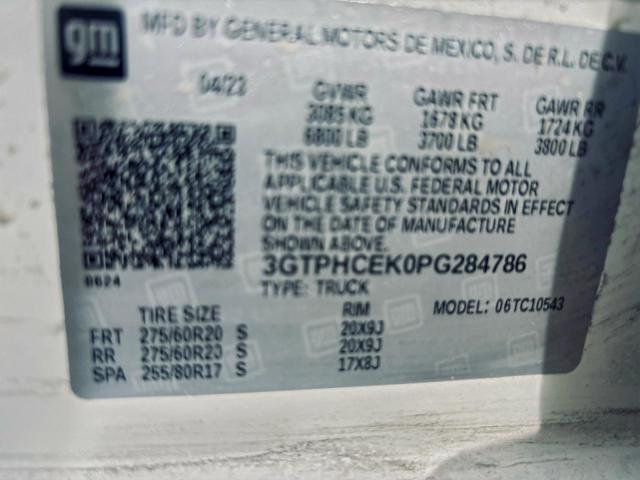 gm
MFD BY GENERAL MOTORS DE MEXICO, S. DE R.L. DE C.V.
04/22 GVWR GAWR FRT GAWR RR
3085 KG 1678 KG 1724 KG
6800 LB 3700 LB 3800 LB
THIS VEHICLE CONFORMS TO ALL
APPLICABLE U.S. FEDERAL MOTOR
VEHICLE SAFETY STANDARDS IN EFFECT
ON THE DATE OF MANUFACTURE
SHOWN ABOVE.
3GTPHCEK0PG284786
0624
TYPE: TRUCK
MODEL: 06TC10543
TIRE SIZE RIM
FRT 275/60R20 S 20X9J
RR 275/60R20 S 20X9J
SPA 255/80R17 S 17X8J